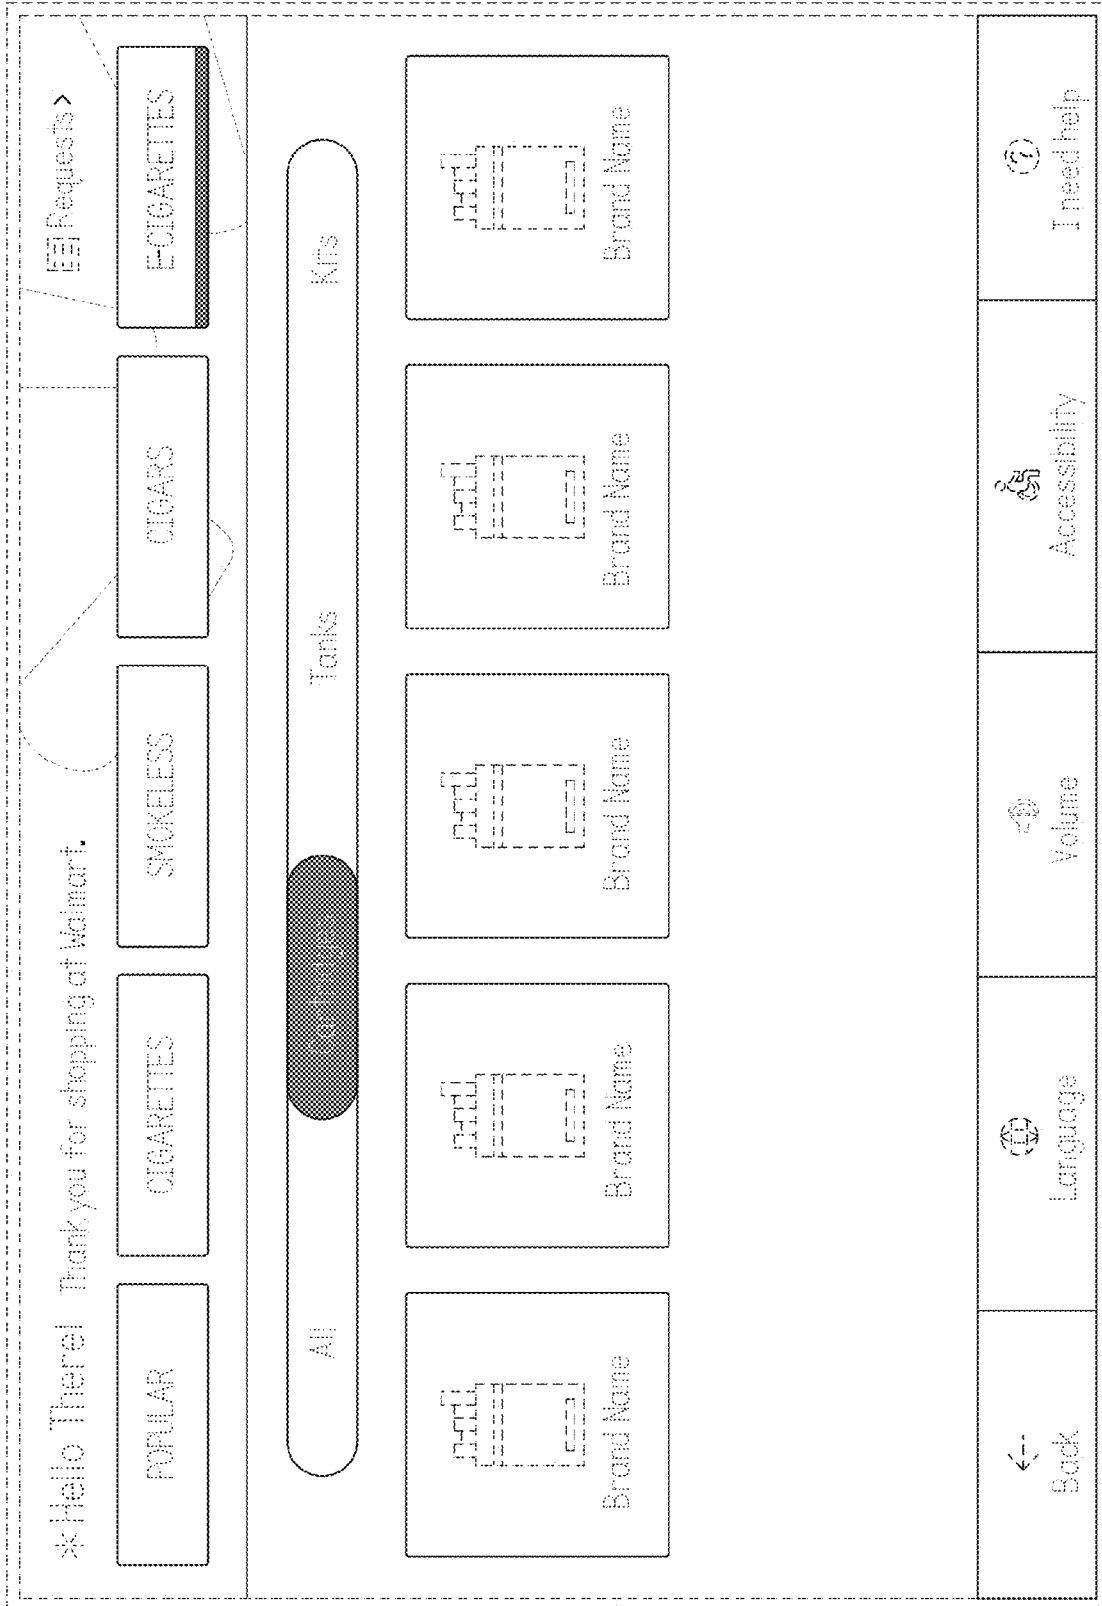 Hello There! Thank you for shopping at Walmart.
Requests >
POPULAR
CIGARETTES
SMOKELESS
CIGARS
E-CIGARETTES
All
Tanks
Kits
Brand Name
Brand Name
Brand Name
Brand Name
Brand Name
Back
Language
Volume
Accessibility
I need help